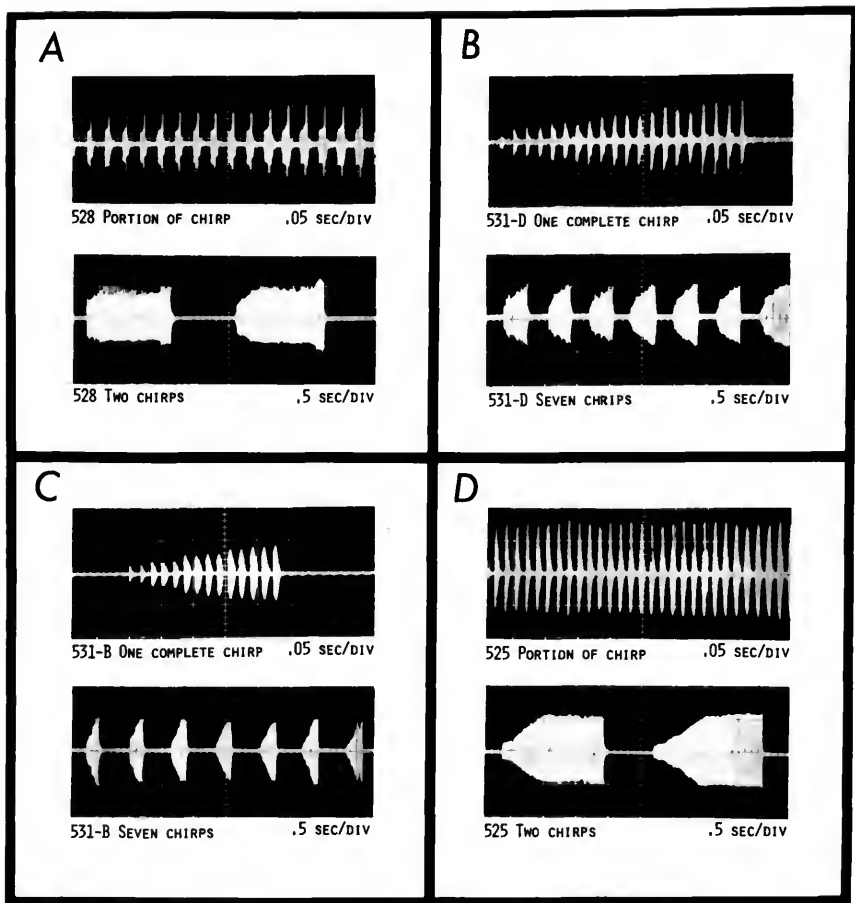 A
528 PORTION OF CHIRP .05 SEC/DIV
528 TWO CHIRPS .5 SEC/DIV
B
531-D ONE COMPLETE CHIRP .05 SEC/DIV
531-D SEVEN CHRIPS .5 SEC/DIV
C
531-B ONE COMPLETE CHIRP .05 SEC/DIV
531-B SEVEN CHIRPS .5 SEC/DIV
D
525 PORTION OF CHIRP .05 SEC/DIV
525 TWO CHIRPS .5 SEC/DIV